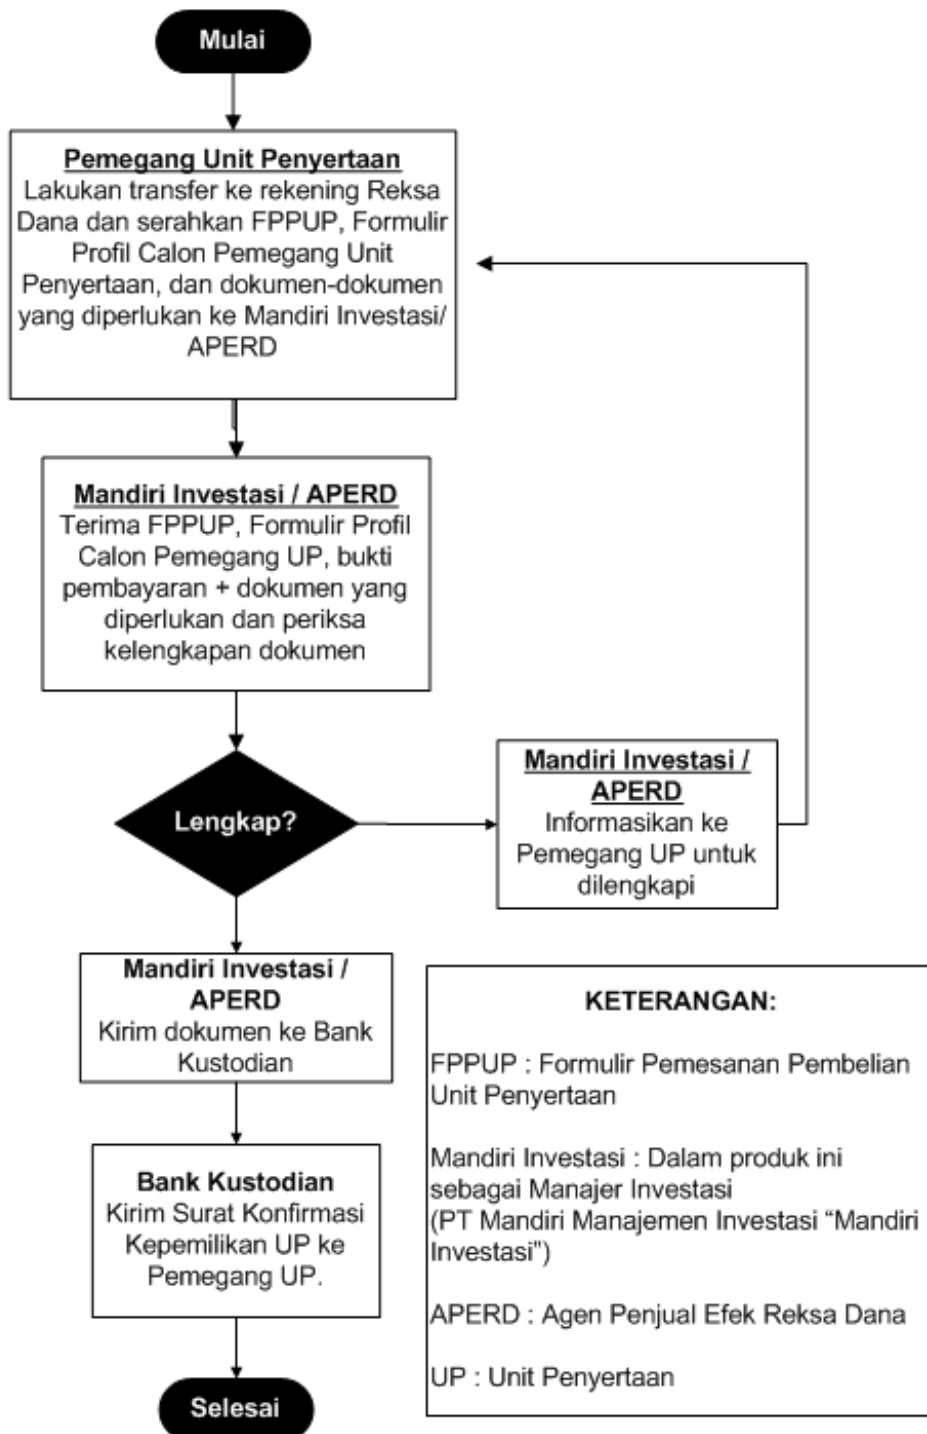 Mulai
Pemegang Unit Penyertaan
Lakukan transfer ke rekening Reksa
Dana dan serahkan FPPUP, Formulir
Profil Calon Pemegang Unit
Penyertaan, dan dokumen-dokumen
yang diperlukan ke Mandiri Investasi/
APERD
Mandiri Investasi / APERD
Terima FPPUP, Formulir Profil
Calon Pemegang UP, bukti
pembayaran + dokumen yang
diperlukan dan periksa
kelengkapan dokumen
Lengkap?
Mandiri Investasi /
APERD
Informasikan ke
Pemegang UP untuk
dilengkapi
Mandiri Investasi /
APERD
Kirim dokumen ke Bank
Kustodian
Bank Kustodian
Kirim Surat Konfirmasi
Kepemilikan UP ke
Pemegang UP.
Selesai
KETERANGAN:
FPPUP : Formulir Pemesanan Pembelian
Unit Penyertaan
Mandiri Investasi : Dalam produk ini
sebagai Manajer Investasi
(PT Mandiri Manajemen Investasi “Mandiri
Investasi”)
APERD : Agen Penjual Efek Reksa Dana
UP : Unit Penyertaan